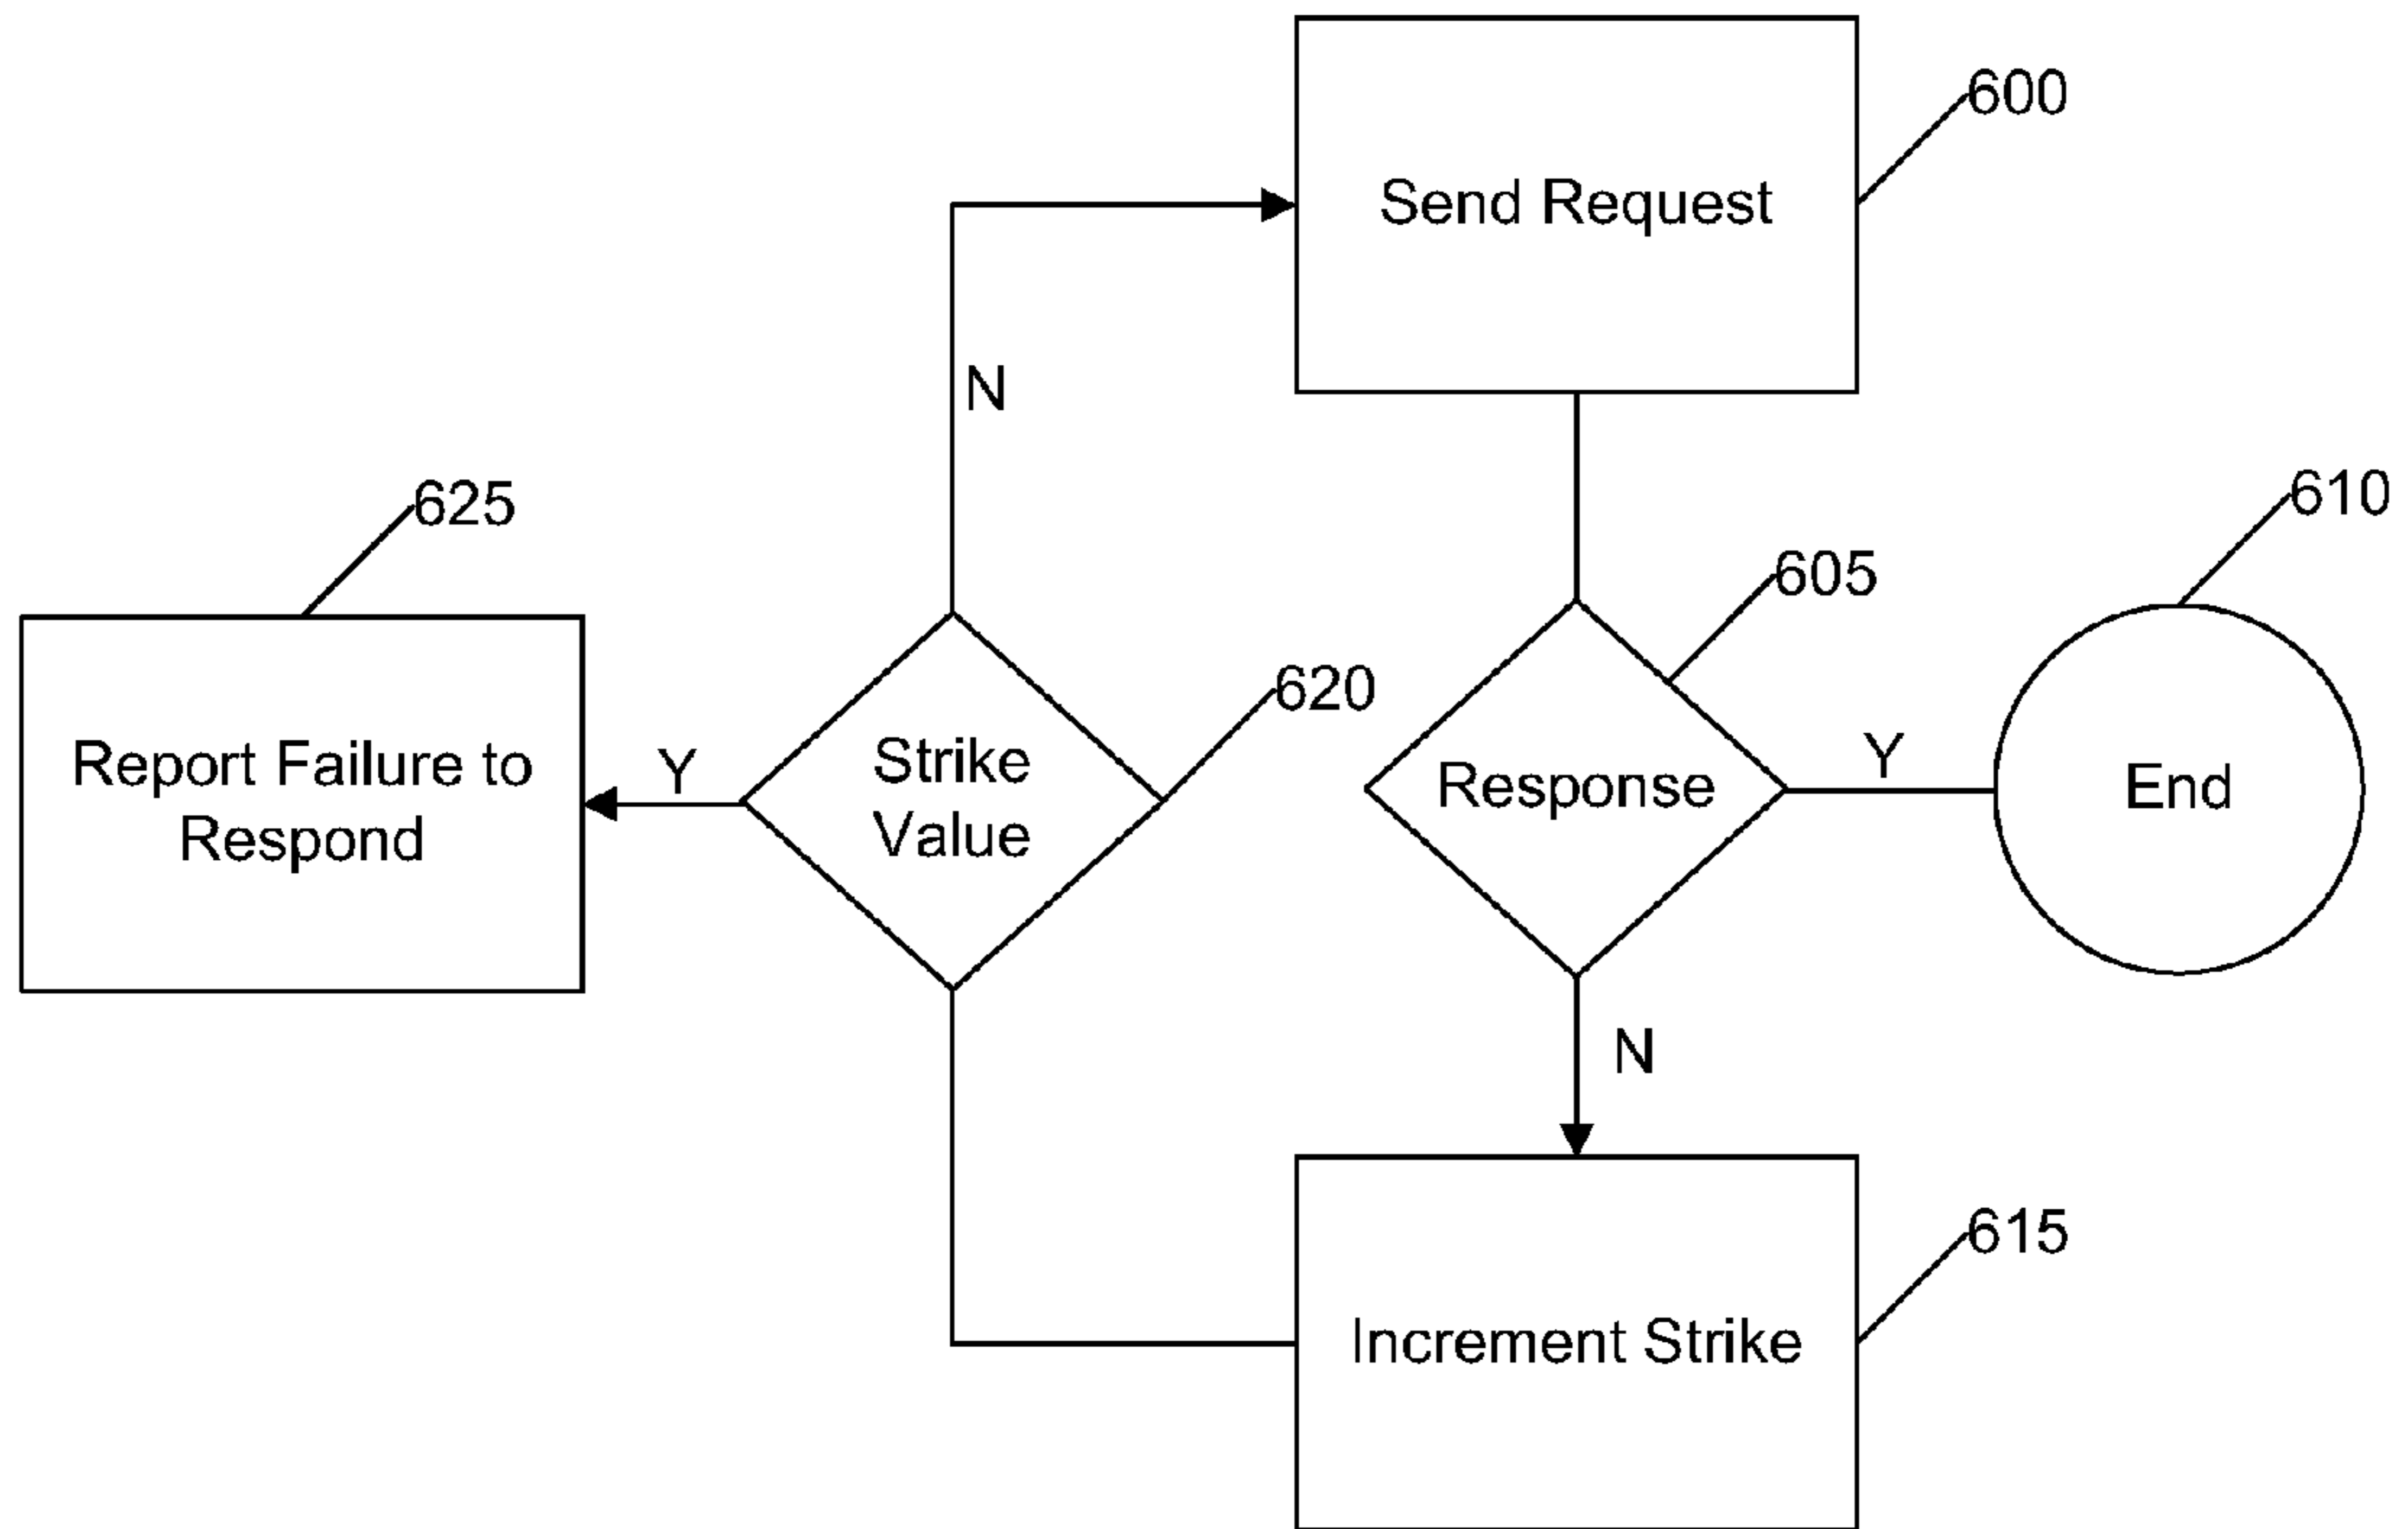 600
Send Request
N
625
610
605
620
Report Failure to
Respond
Y
Strike
Value
Response
Y
End
N
615
Increment Strike